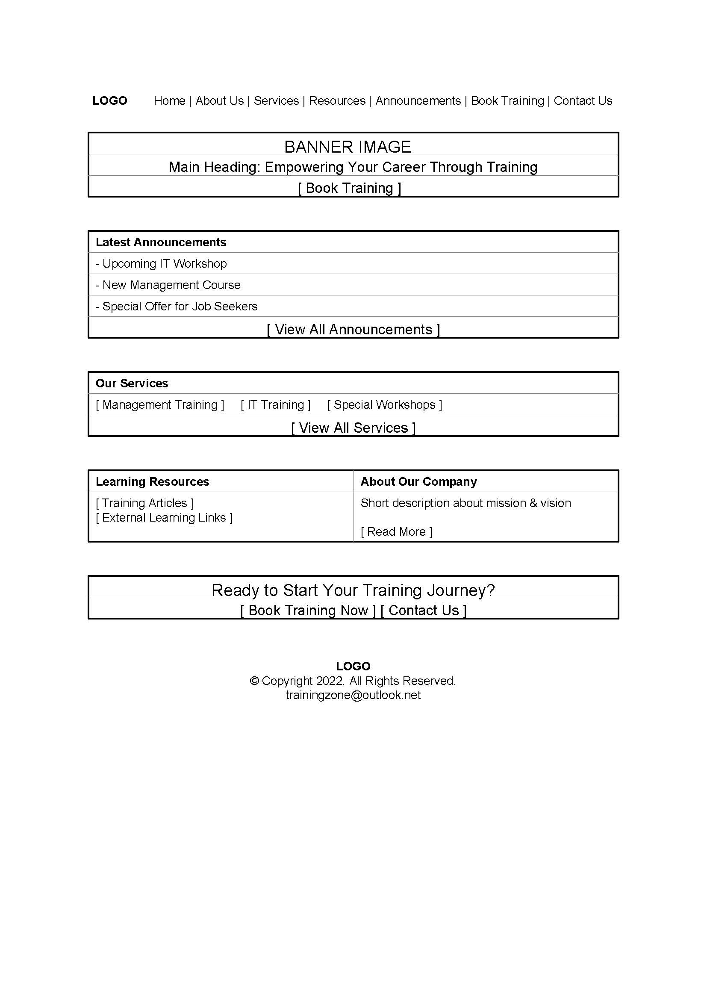 LOGO Home | About Us | Services | Resources | Announcements | Book Training | Contact Us
BANNER IMAGE
Main Heading: Empowering Your Career Through Training
[ Book Training ]
Latest Announcements
- Upcoming IT Workshop
- New Management Course
- Special Offer for Job Seekers
[ View All Announcements ]
Our Services
[ Management Training ] [ IT Training ] [ Special Workshops ]
[ View All Services ]
Learning Resources
[ Training Articles ]
[ External Learning Links ]
About Our Company
Short description about mission & vision
[ Read More ]
Ready to Start Your Training Journey?
[ Book Training Now ] [ Contact Us ]
LOGO
© Copyright 2022. All Rights Reserved.
trainingzone@outlook.net